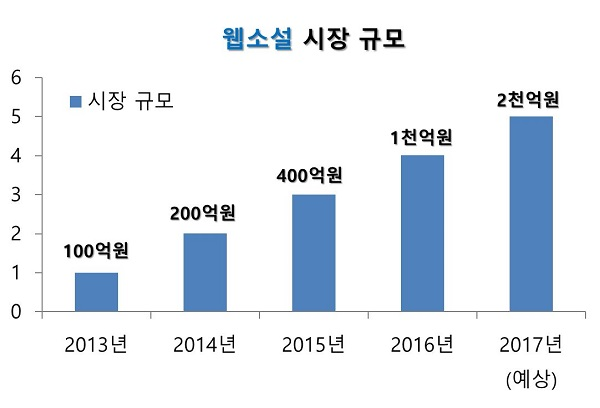 웹소설 시장 규모
6
5
4
3
2
1
0
시장 규모
100억원
200억원
400억원
1천억원
2천억원
2013년
2014년
2015년
2016년
2017년
(예상)